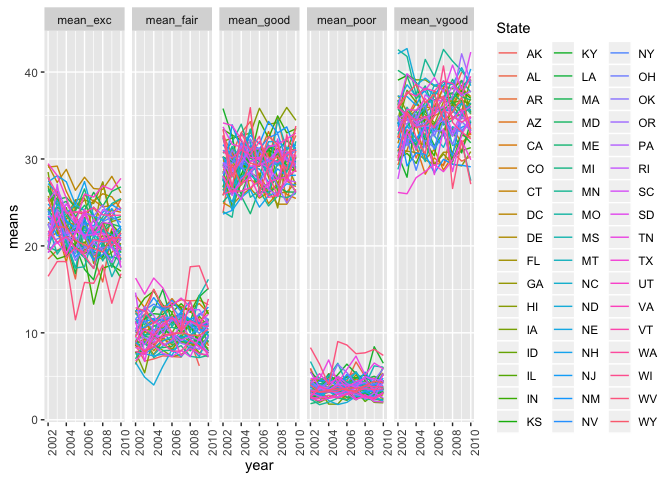 mean_exc mean_fair mean_good mean_poor mean_vgood
means
40
30
20
10
0
2002 2004 2006 2008 2010 2002 2004 2006 2008 2010 2002 2004 2006 2008 2010 2002 2004 2006 2008 2010 2002 2004 2006 2008 2010
year
State
AK KY NY
AL LA OH
AR MA OK
AZ MD OR
CA ME PA
CO MI RI
CT MN SC
DC MO SD
DE MS TN
FL MT TX
GA NC UT
HI ND VA
IA NE VT
ID NH WA
IL NJ WI
IN NM WV
KS NV WY